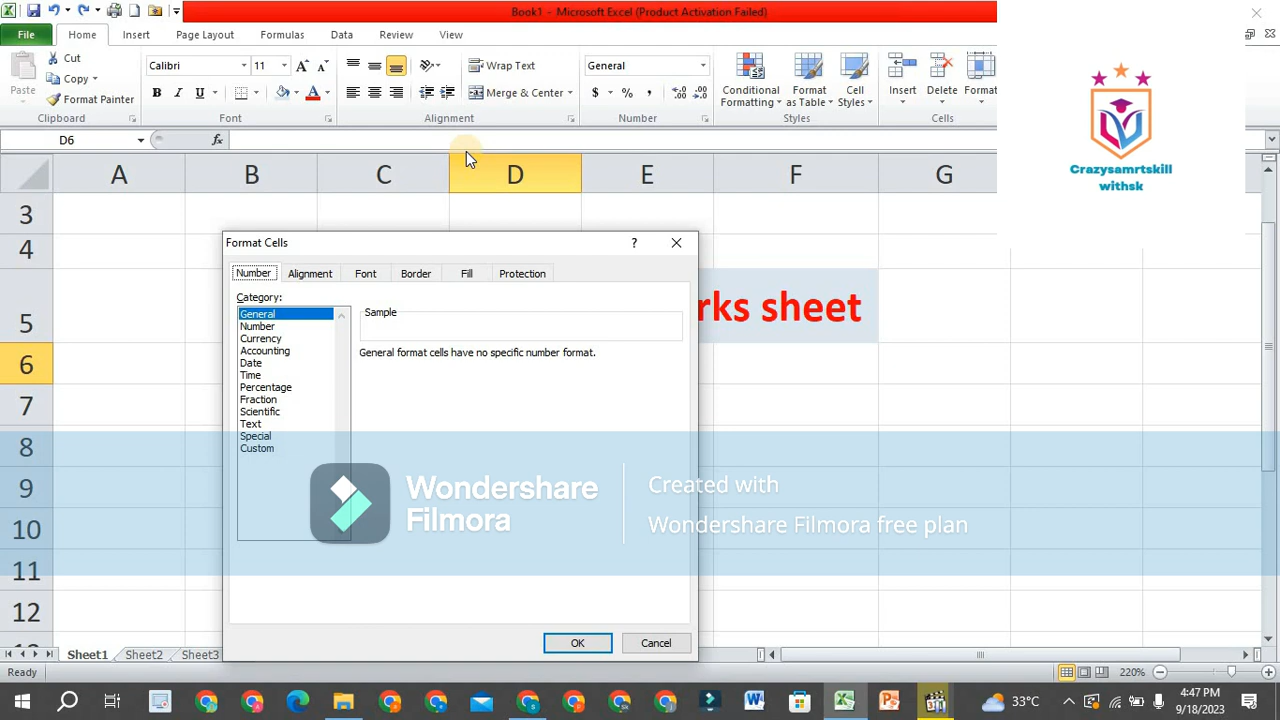 Book1 - Microsoft Excel (Product Activation Failed)
File Home Insert Page Layout Formulas Data Review View
Cut
Copy
Format Painter
Paste
Clipboard
Calibri 11
B I U
Font
Wrap Text
Merge & Center
Alignment
General
$ % ,
Number
Conditional Formatting
Format as Table
Cell Styles
Styles
Insert Delete Format
Cells
Crazysamrtskill
withsk
D6 fx
A B C D E F G
3
4
5
6
7
8
9
10
11
12
rks sheet
Format Cells ?
Number Alignment Font Border Fill Protection
Category:
General
Number
Currency
Accounting
Date
Time
Percentage
Fraction
Scientific
Text
Special
Custom
Sample
General format cells have no specific number format.
Wondershare
Filmora
Created with
Wondershare Filmora free plan
OK Cancel
Sheet1 Sheet2 Sheet3
Ready 220%
33°C
4:47 PM
9/18/2023